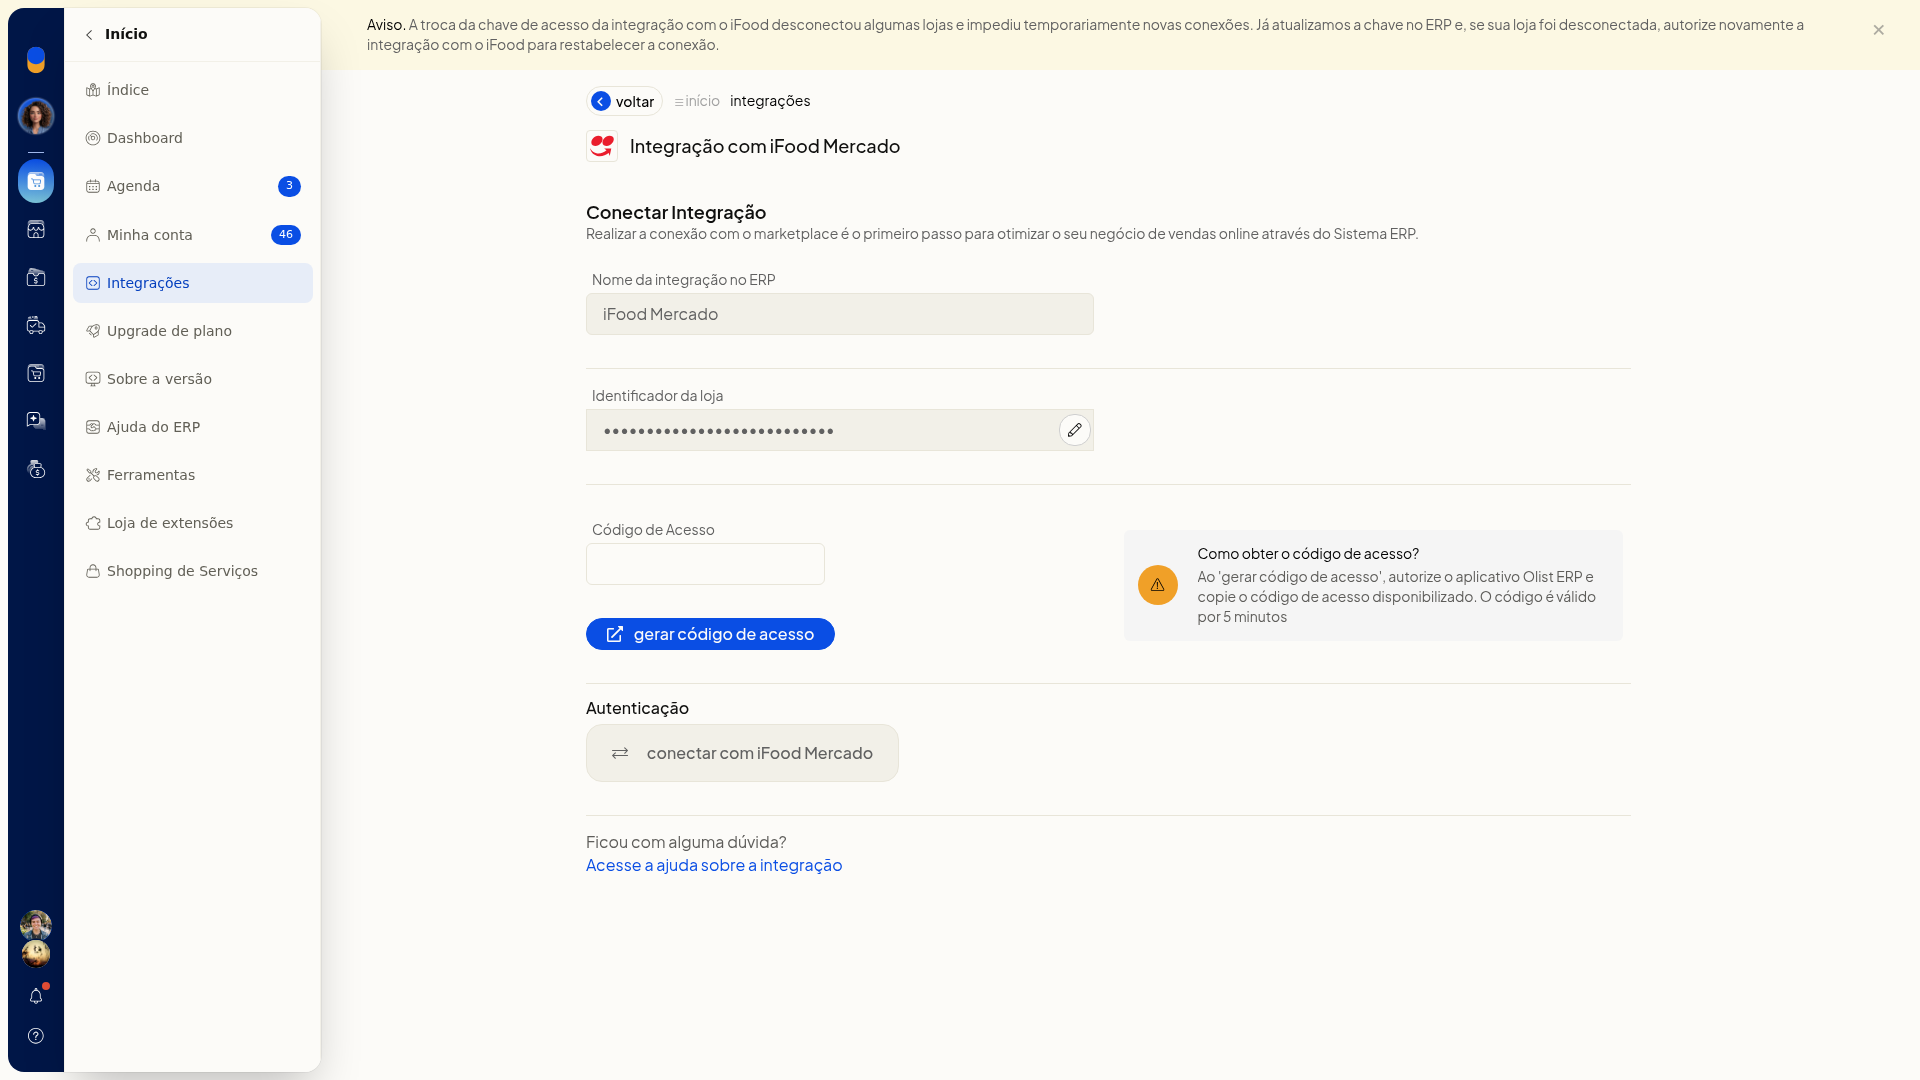 Início
Índice
Dashboard
Agenda
3
Minha conta
46
Integrações
Upgrade de plano
Sobre a versão
Ajuda do ERP
Ferramentas
Loja de extensões
Shopping de Serviços
Aviso. A troca da chave de acesso da integração com o iFood desconectou algumas lojas e impediu temporariamente novas conexões. Já atualizamos a chave no ERP e, se sua loja foi desconectada, autorize novamente a
integração com o iFood para restabelecer a conexão.
voltar
início
integrações
Integração com iFood Mercado
Conectar Integração
Realizar a conexão com o marketplace é o primeiro passo para otimizar o seu negócio de vendas online através do Sistema ERP.
Nome da integração no ERP
iFood Mercado
Identificador da loja
•••••••••••••••••••••••••••
Código de Acesso
gerar código de acesso
Como obter o código de acesso?
Ao 'gerar código de acesso', autorize o aplicativo Olist ERP e
copie o código de acesso disponibilizado. O código é válido
por 5 minutos
Autenticação
conectar com iFood Mercado
Ficou com alguma dúvida?
Acesse a ajuda sobre a integração